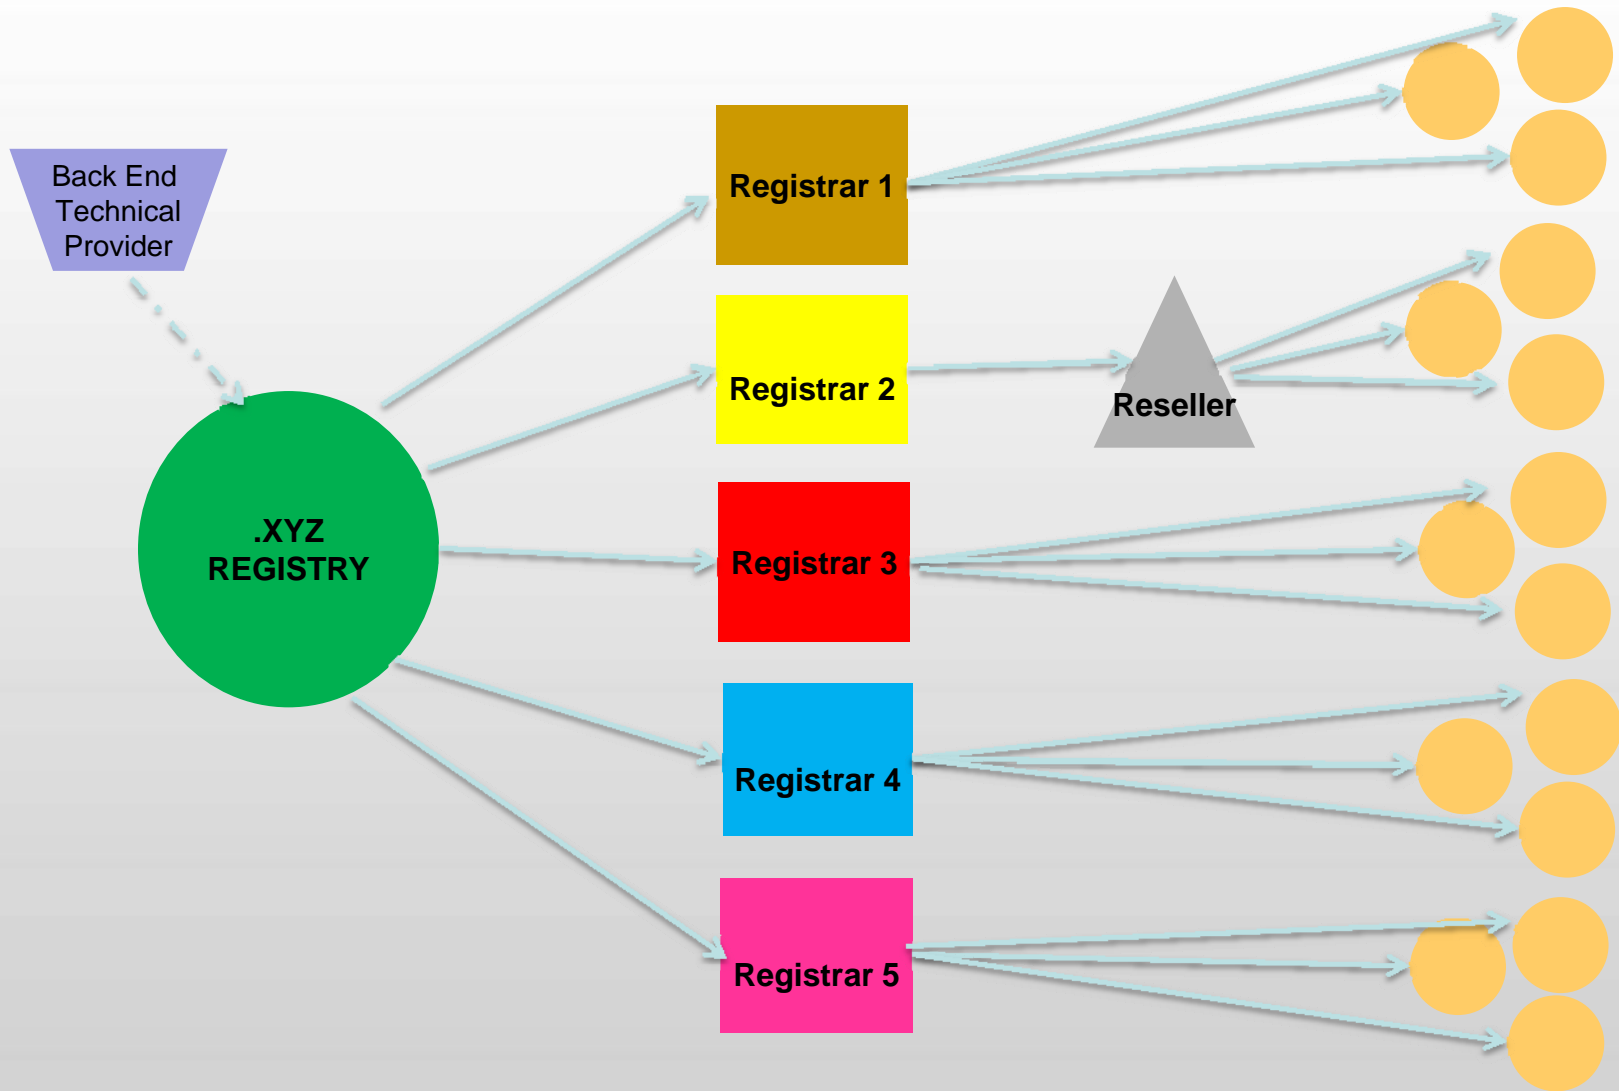 Back End
Technical
Provider
.XYZ
REGISTRY
Registrar 1
Registrar 2
Reseller
Registrar 3
Registrar 4
Registrar 5